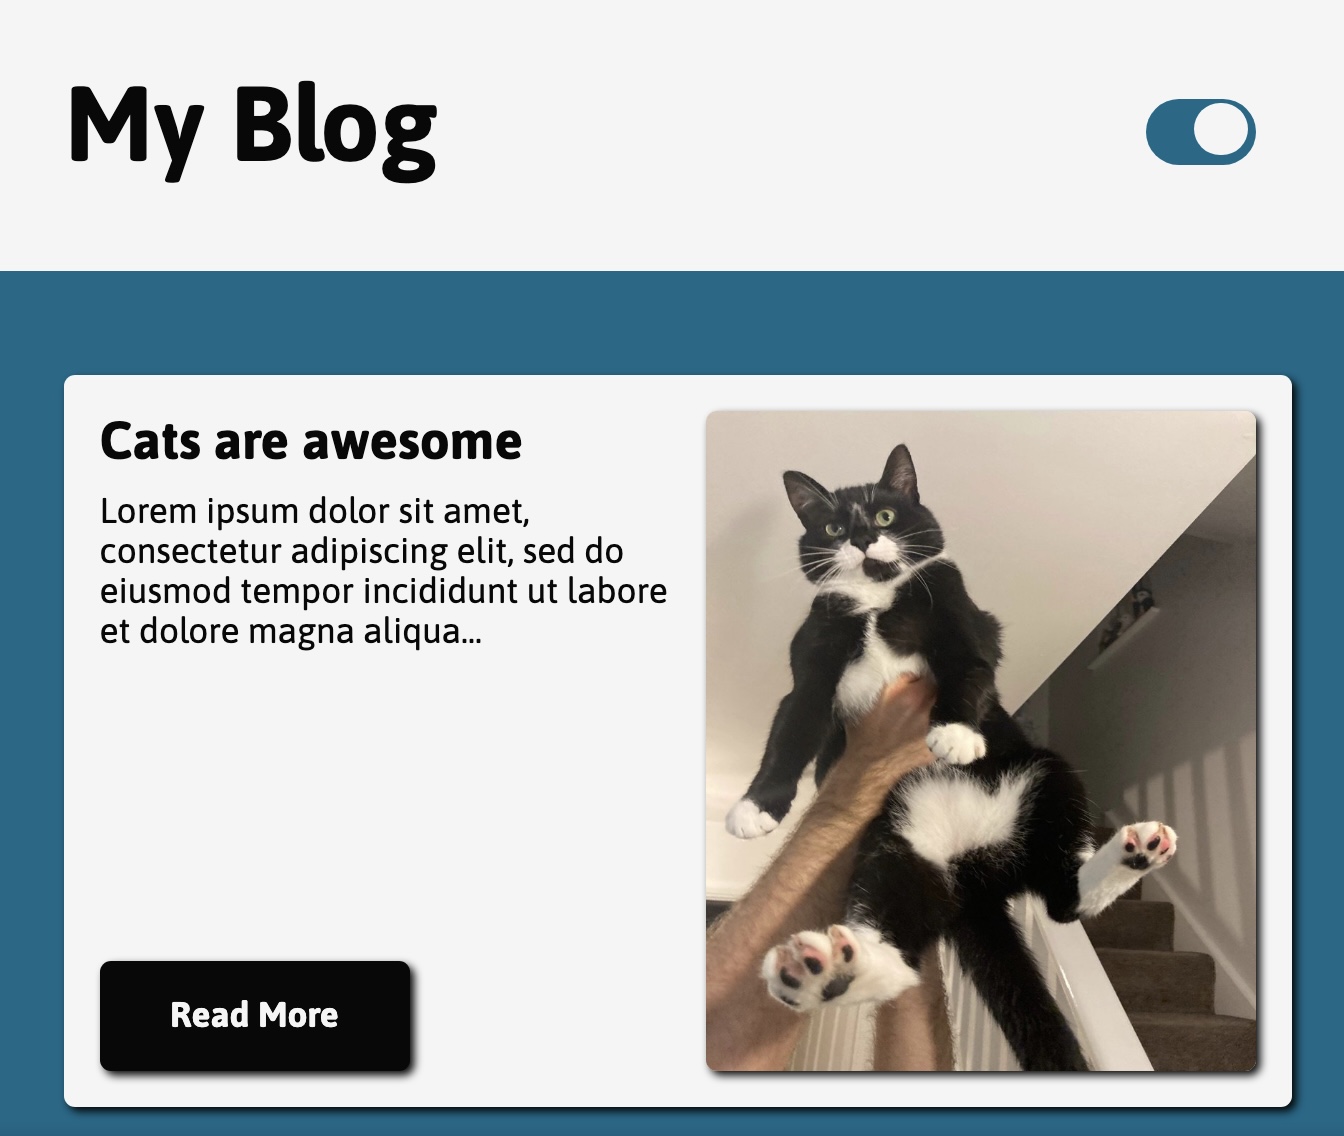 My Blog
Cats are awesome
Lorem ipsum dolor sit amet,
consectetur adipiscing elit, sed do
eiusmod tempor incididunt ut labore
et dolore magna aliqua...
Read More